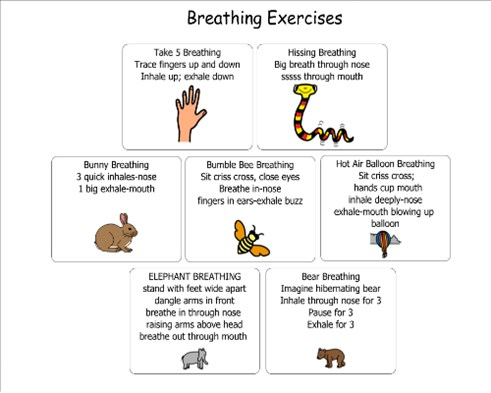 Breathing Exercises
Take 5 Breathing
Trace fingers up and down
Inhale up; exhale down
Hissing Breathing
Big breath through nose
sssss through mouth
Bunny Breathing
3 quick inhales-nose
1 big exhale-mouth
Bumble Bee Breathing
Sit criss cross, close eyes
Breathe in-nose
fingers in ears-exhale buzz
Hot Air Balloon Breathing
Sit criss cross;
hands cup mouth
inhale deeply-nose
exhale-mouth blowing up
balloon
ELEPHANT BREATHING
stand with feet wide apart
dangle arms in front
breathe in through nose
raising arms above head
breathe out through mouth
Bear Breathing
Imagine hibernating bear
Inhale through nose for 3
Pause for 3
Exhale for 3